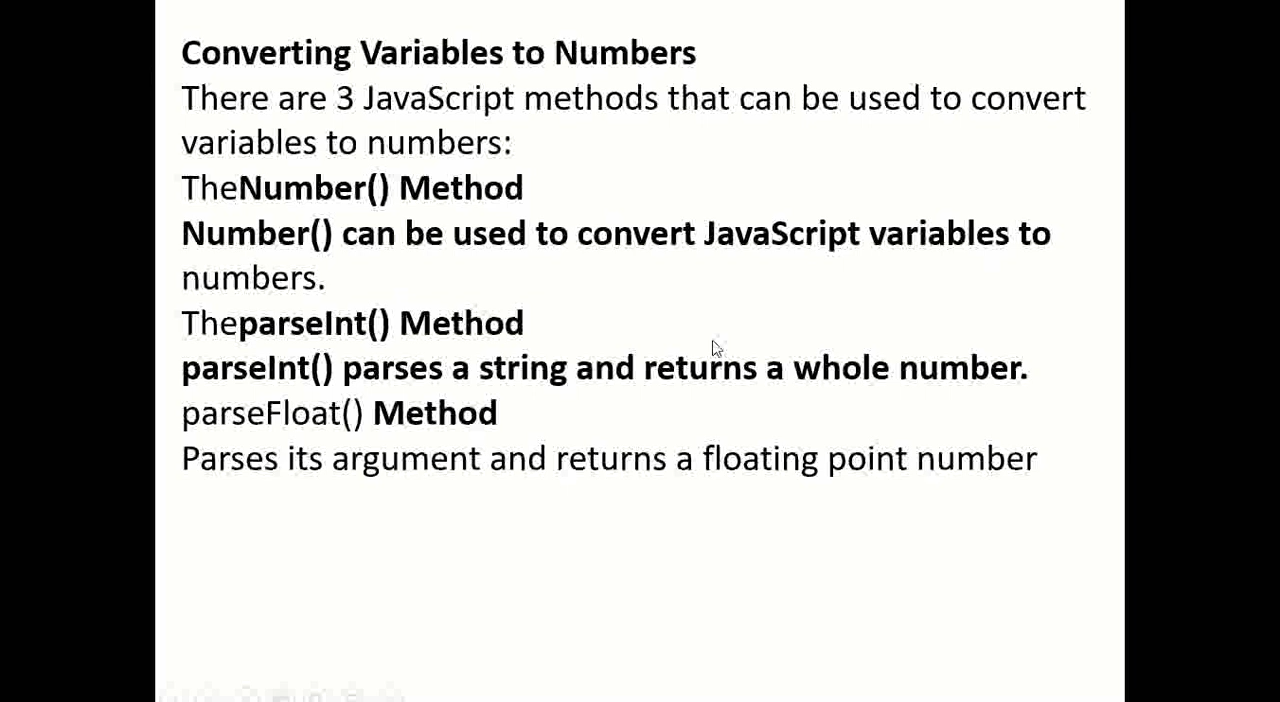 Converting Variables to Numbers
There are 3 JavaScript methods that can be used to convert
variables to numbers:
TheNumber() Method
Number() can be used to convert JavaScript variables to
numbers.
TheparseInt() Method
parseInt() parses a string and returns a whole number.
parseFloat() Method
Parses its argument and returns a floating point number